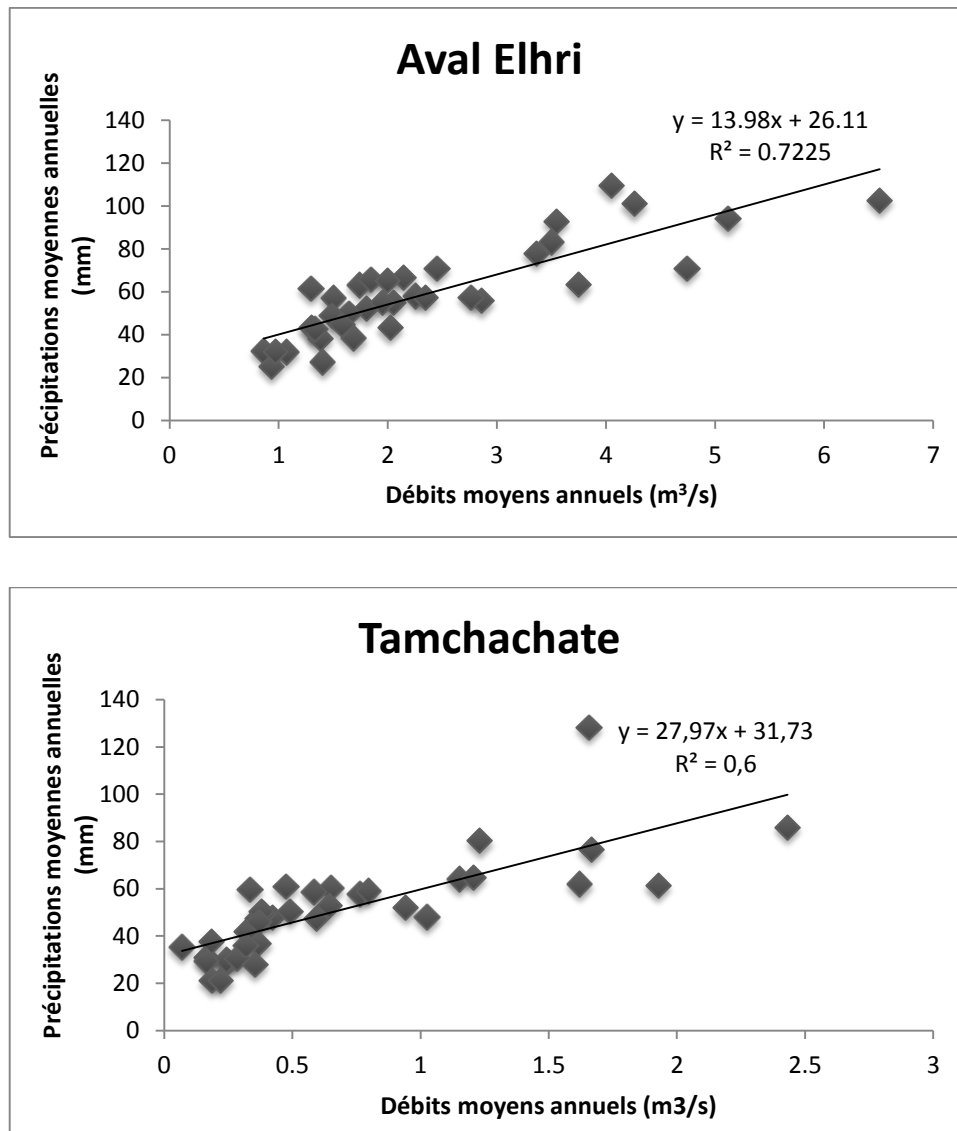 Aval Elhri
Précipitations moyennes annuelles
(mm)
140
120
100
80
60
40
20
0
y = 13.98x + 26.11
R² = 0.7225
0 1 2 3 4 5 6 7
Débits moyens annuels (m³/s)
Tamchachate
Précipitations moyennes annuelles
(mm)
140
120
100
80
60
40
20
0
y = 27,97x + 31,73
R² = 0,6
0 0.5 1 1.5 2 2.5 3
Débits moyens annuels (m3/s)